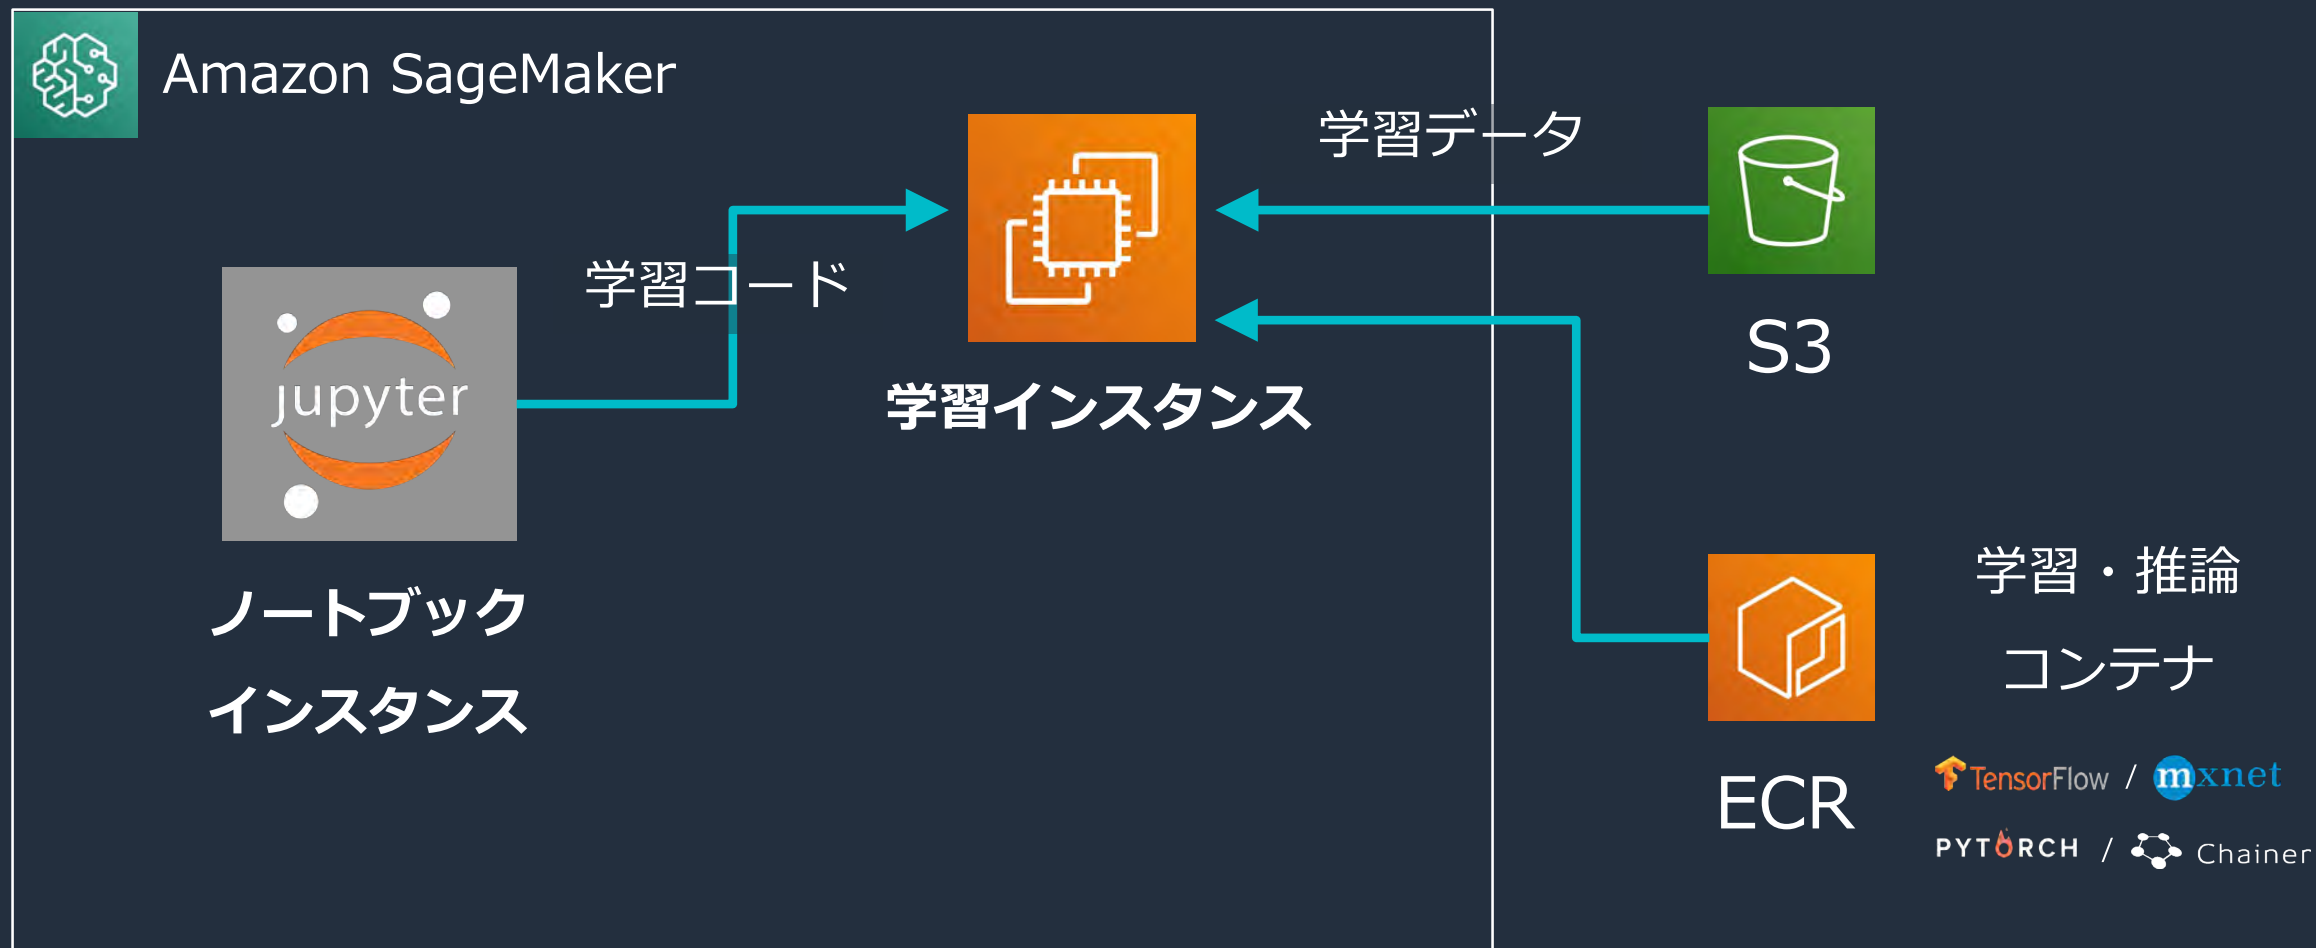 Amazon SageMaker
学習データ
学習コード
jupyter
S3
学習インスタンス
ノートブック
インスタンス
学習・推論
コンテナ
ECR
TensorFlow / mxnet
PYTORCH / Chainer